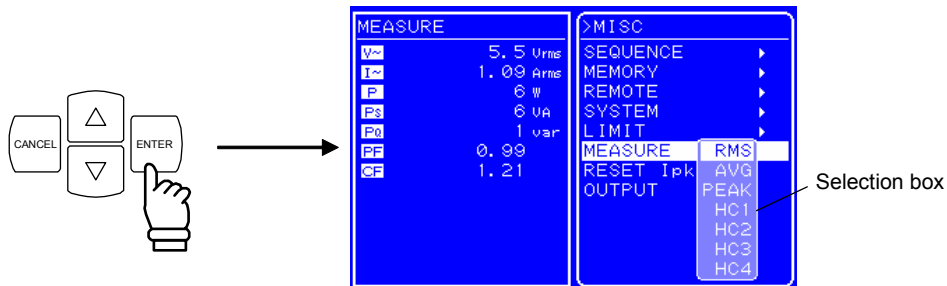 CANCEL
ENTER
MEASURE
V~ 5.5 Vrms
I~ 1.09 Arms
P 6 W
Ps 6 VA
PQ 1 var
PF 0.99
CF 1.21
>MISC
SEQUENCE
MEMORY
REMOTE
SYSTEM
LIMIT
MEASURE RMS
RESET Ipk AVG
OUTPUT PEAK
HC1
HC2
HC3
HC4
Selection box